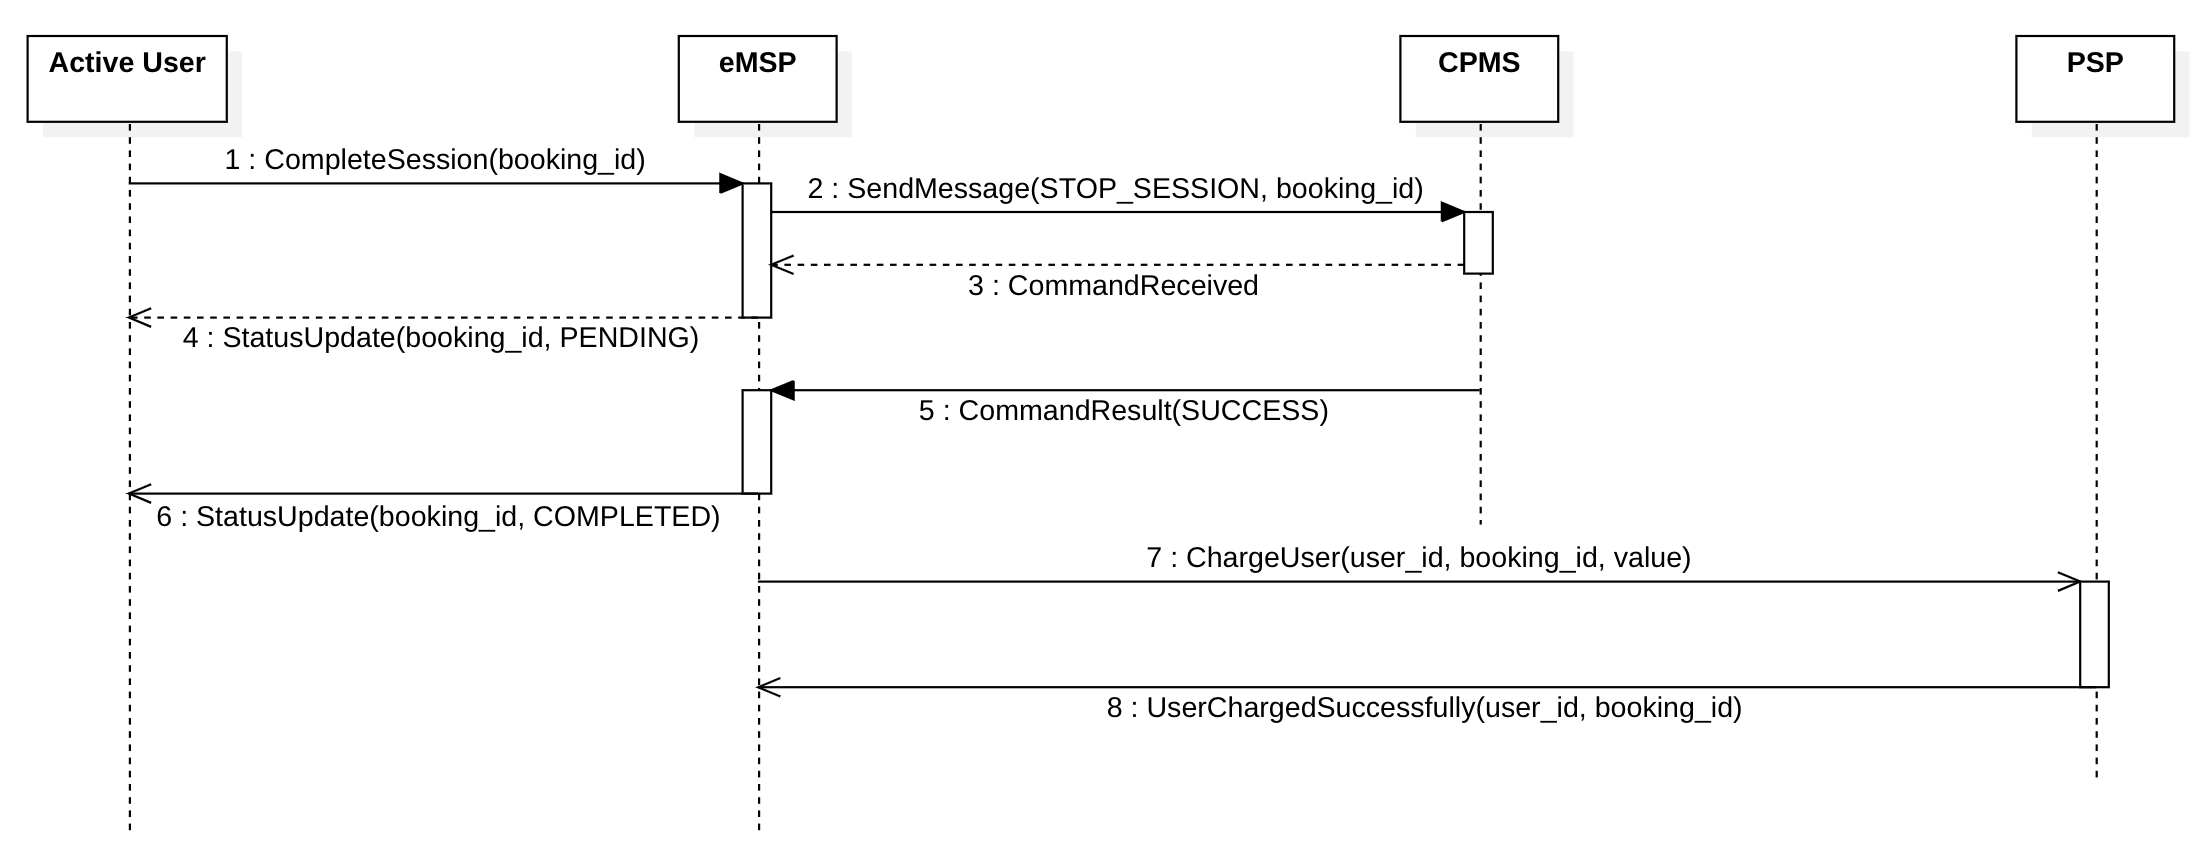 Active User
eMSP
CPMS
PSP
1 : CompleteSession(booking_id)
2 : SendMessage(STOP_SESSION, booking_id)
3 : CommandReceived
4 : StatusUpdate(booking_id, PENDING)
5 : CommandResult(SUCCESS)
6 : StatusUpdate(booking_id, COMPLETED)
7 : ChargeUser(user_id, booking_id, value)
8 : UserChargedSuccessfully(user_id, booking_id)